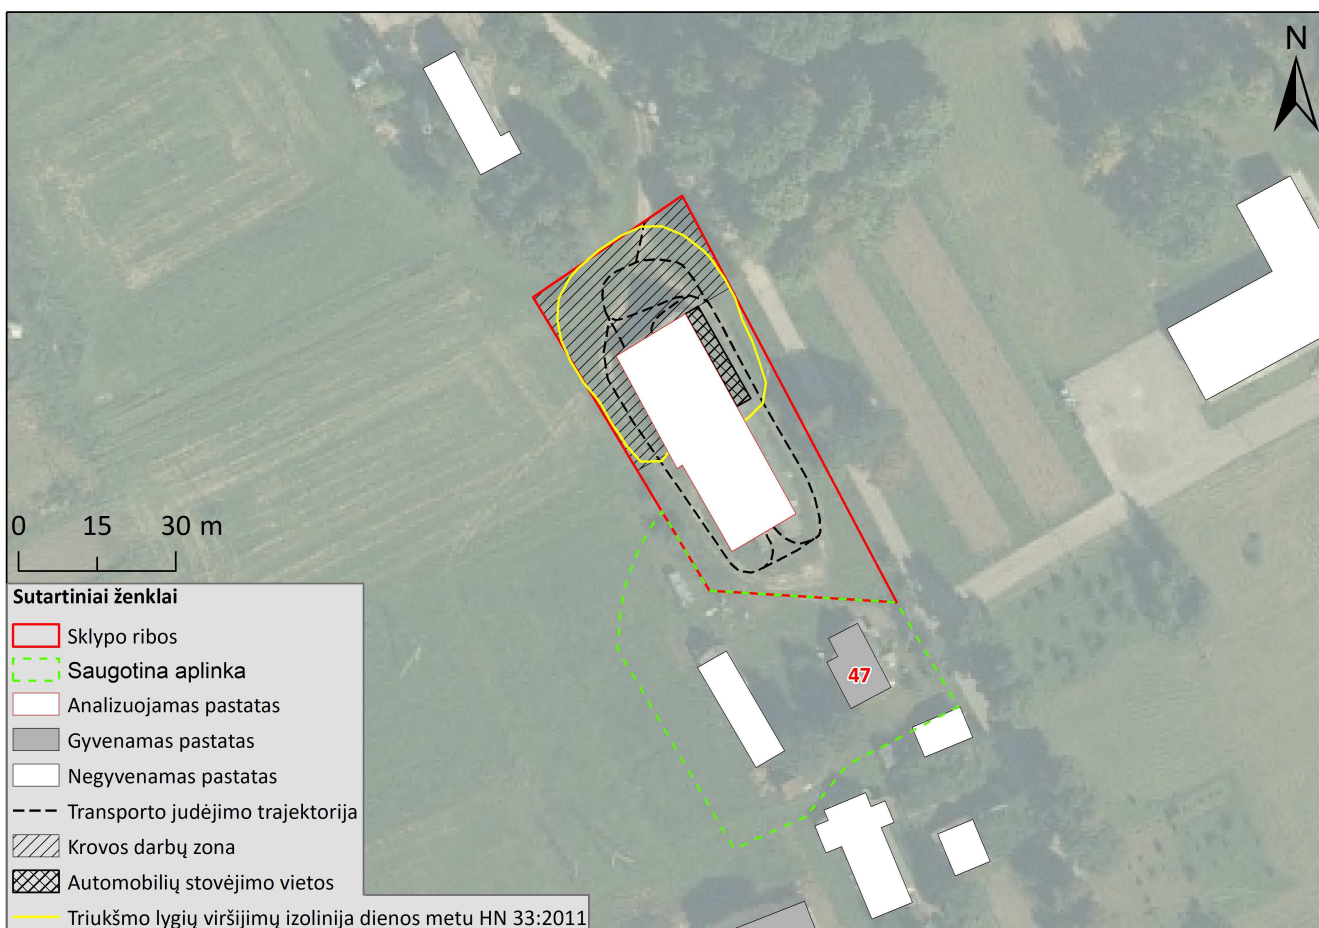 N
47
0 15 30 m
Sutartiniai ženklai
Sklypo ribos
Saugotina aplinka
Analizuojamas pastatas
Gyvenamas pastatas
Negyvenamas pastatas
Transporto judėjimo trajektorija
Krovos darbų zona
Automobilių stovėjimo vietos
Triukšmo lygių viršijimų izolinija dienos metu HN 33:2011